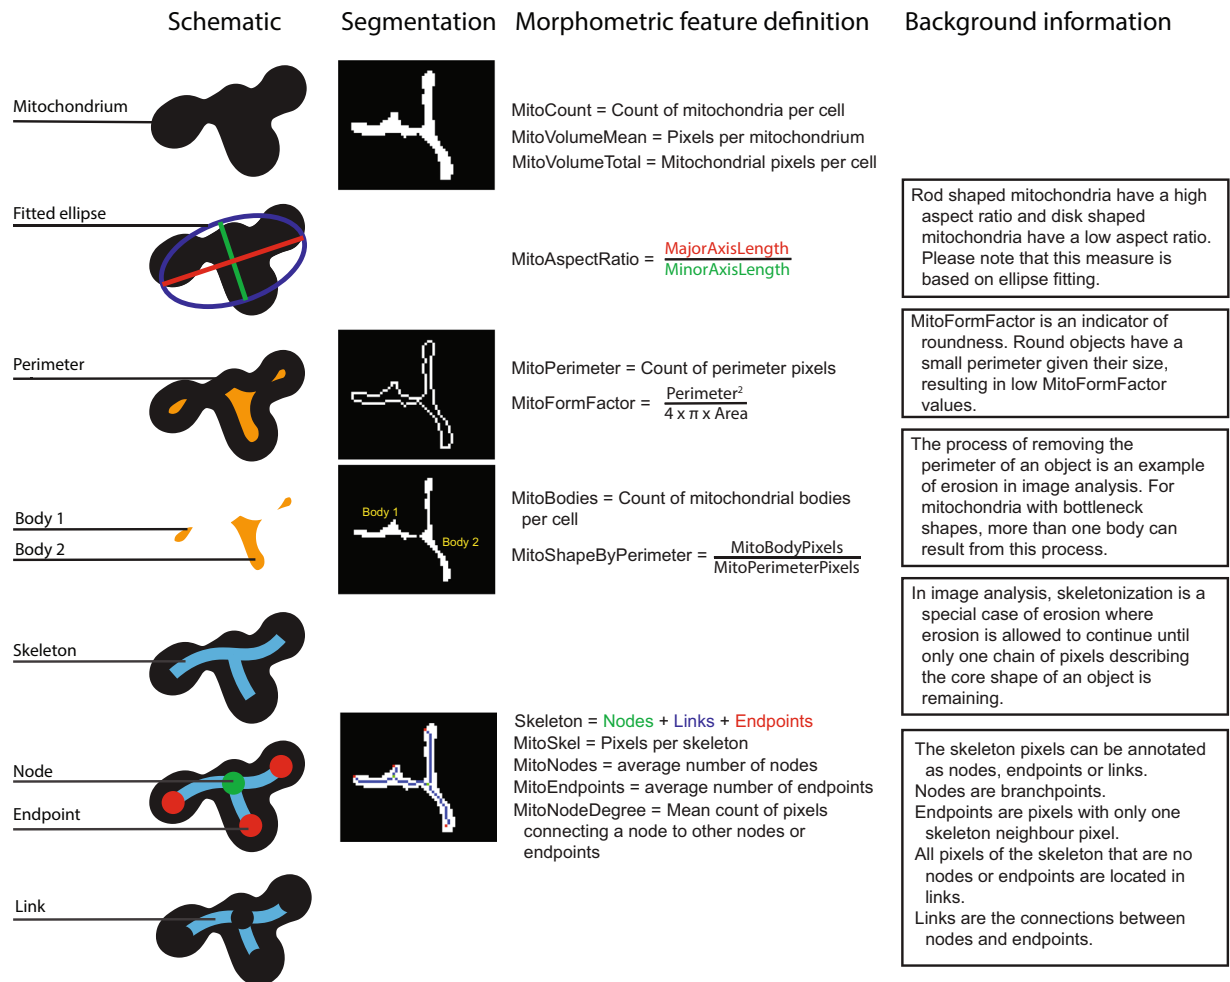 Schematic
Segmentation
Morphometric feature definition
Background information
Mitochondrium
MitoCount = Count of mitochondria per cell
MitoVolumeMean = Pixels per mitochondrium
MitoVolumeTotal = Mitochondrial pixels per cell
Fitted ellipse
MitoAspectRatio = MajorAxisLength
MinorAxisLength
Rod shaped mitochondria have a high
aspect ratio and disk shaped
mitochondria have a low aspect ratio.
Please note that this measure is
based on ellipse fitting.
Perimeter
MitoPerimeter = Count of perimeter pixels
MitoFormFactor = Perimeter²
4 x π x Area
MitoFormFactor is an indicator of
roundness. Round objects have a
small perimeter given their size,
resulting in low MitoFormFactor
values.
Body 1
Body 2
Body 1
Body 2
MitoBodies = Count of mitochondrial bodies
per cell
MitoShapeByPerimeter = MitoBodyPixels
MitoPerimeterPixels
The process of removing the
perimeter of an object is an example
of erosion in image analysis. For
mitochondria with bottleneck
shapes, more than one body can
result from this process.
Skeleton
In image analysis, skeletonization is a
special case of erosion where
erosion is allowed to continue until
only one chain of pixels describing
the core shape of an object is
remaining.
Node
Endpoint
Skeleton = Nodes + Links + Endpoints
MitoSkel = Pixels per skeleton
MitoNodes = average number of nodes
MitoEndpoints = average number of endpoints
MitoNodeDegree = Mean count of pixels
connecting a node to other nodes or
endpoints
The skeleton pixels can be annotated
as nodes, endpoints or links.
Nodes are branchpoints.
Endpoints are pixels with only one
skeleton neighbour pixel.
All pixels of the skeleton that are no
nodes or endpoints are located in
links.
Links are the connections between
nodes and endpoints.
Link